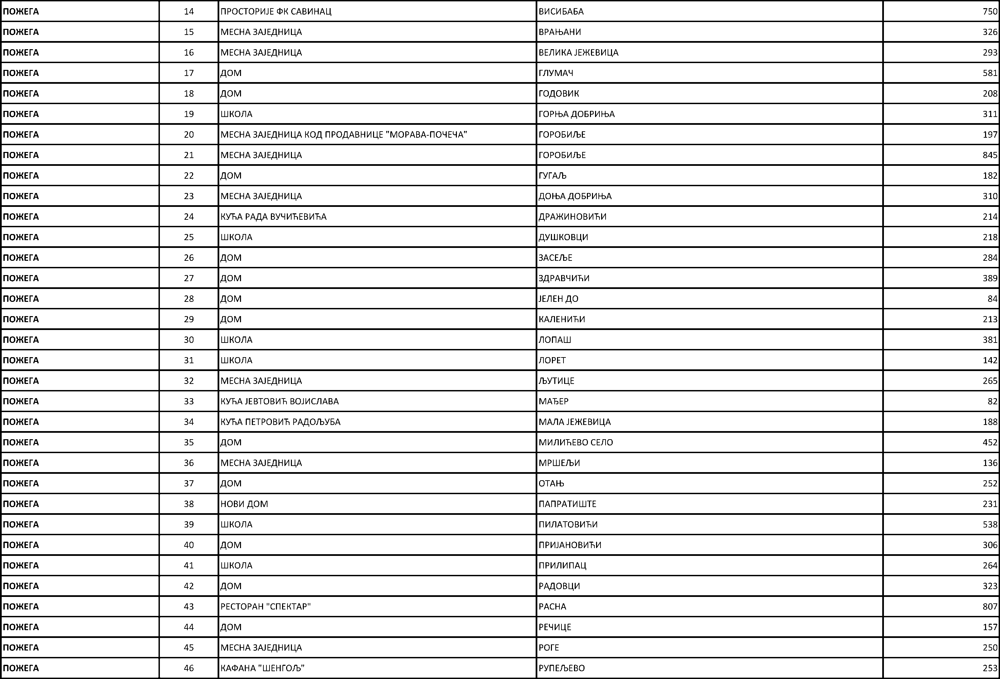 ПОЖЕГА 14 ПРОСТОРИЈЕ ФК САВИНАЦ ВИСИБАБА 750
ПОЖЕГА 15 МЕСНА ЗАЈЕДНИЦА ВРАЊАНИ 326
ПОЖЕГА 16 МЕСНА ЗАЈЕДНИЦА ВЕЛИКА ЈЕЖЕВИЦА 293
ПОЖЕГА 17 ДОМ ГЛУМАЧ 581
ПОЖЕГА 18 ДОМ ГОДОВИК 208
ПОЖЕГА 19 ШКОЛА ГОРЊА ДОБРИЊА 311
ПОЖЕГА 20 МЕСНА ЗАЈЕДНИЦА КОД ПРОДАВНИЦЕ "МОРАВА-ПОЧЕЧА" ГОРОБИЉЕ 197
ПОЖЕГА 21 МЕСНА ЗАЈЕДНИЦА ГОРОБИЉЕ 845
ПОЖЕГА 22 ДОМ ГУГАЉ 182
ПОЖЕГА 23 МЕСНА ЗАЈЕДНИЦА ДОЊА ДОБРИЊА 310
ПОЖЕГА 24 КУЋА РАДА ВУЧИЋЕВИЋА ДРАЖИНОВИЋИ 214
ПОЖЕГА 25 ШКОЛА ДУШКОВЦИ 218
ПОЖЕГА 26 ДОМ ЗАСЕЉЕ 284
ПОЖЕГА 27 ДОМ ЗДРАВЧИЋИ 389
ПОЖЕГА 28 ДОМ ЈЕЛЕН ДО 84
ПОЖЕГА 29 ДОМ КАЛЕНИЋИ 213
ПОЖЕГА 30 ШКОЛА ЛОПАШ 381
ПОЖЕГА 31 ШКОЛА ЛОРЕТ 142
ПОЖЕГА 32 МЕСНА ЗАЈЕДНИЦА ЉУТИЦЕ 265
ПОЖЕГА 33 КУЋА ЈЕВТОВИЋ ВОЈИСЛАВА МАЂЕР 82
ПОЖЕГА 34 КУЋА ПЕТРОВИЋ РАДОЉУБА МАЛА ЈЕЖЕВИЦА 188
ПОЖЕГА 35 ДОМ МИЛИЋЕВО СЕЛО 452
ПОЖЕГА 36 МЕСНА ЗАЈЕДНИЦА МРШЕЉИ 136
ПОЖЕГА 37 ДОМ ОТАЊ 252
ПОЖЕГА 38 НОВИ ДОМ ПАПРАТИШТЕ 231
ПОЖЕГА 39 ШКОЛА ПИЛАТОВИЋИ 538
ПОЖЕГА 40 ДОМ ПРИЈАНОВИЋИ 306
ПОЖЕГА 41 ШКОЛА ПРИЛИПАЦ 264
ПОЖЕГА 42 ДОМ РАДОВЦИ 323
ПОЖЕГА 43 РЕСТОРАН "СПЕКТАР" РАСНА 807
ПОЖЕГА 44 ДОМ РЕЧИЦЕ 157
ПОЖЕГА 45 МЕСНА ЗАЈЕДНИЦА РОГЕ 250
ПОЖЕГА 46 КАФАНА "ШЕНГОЉ" РУПЕЉЕВО 253